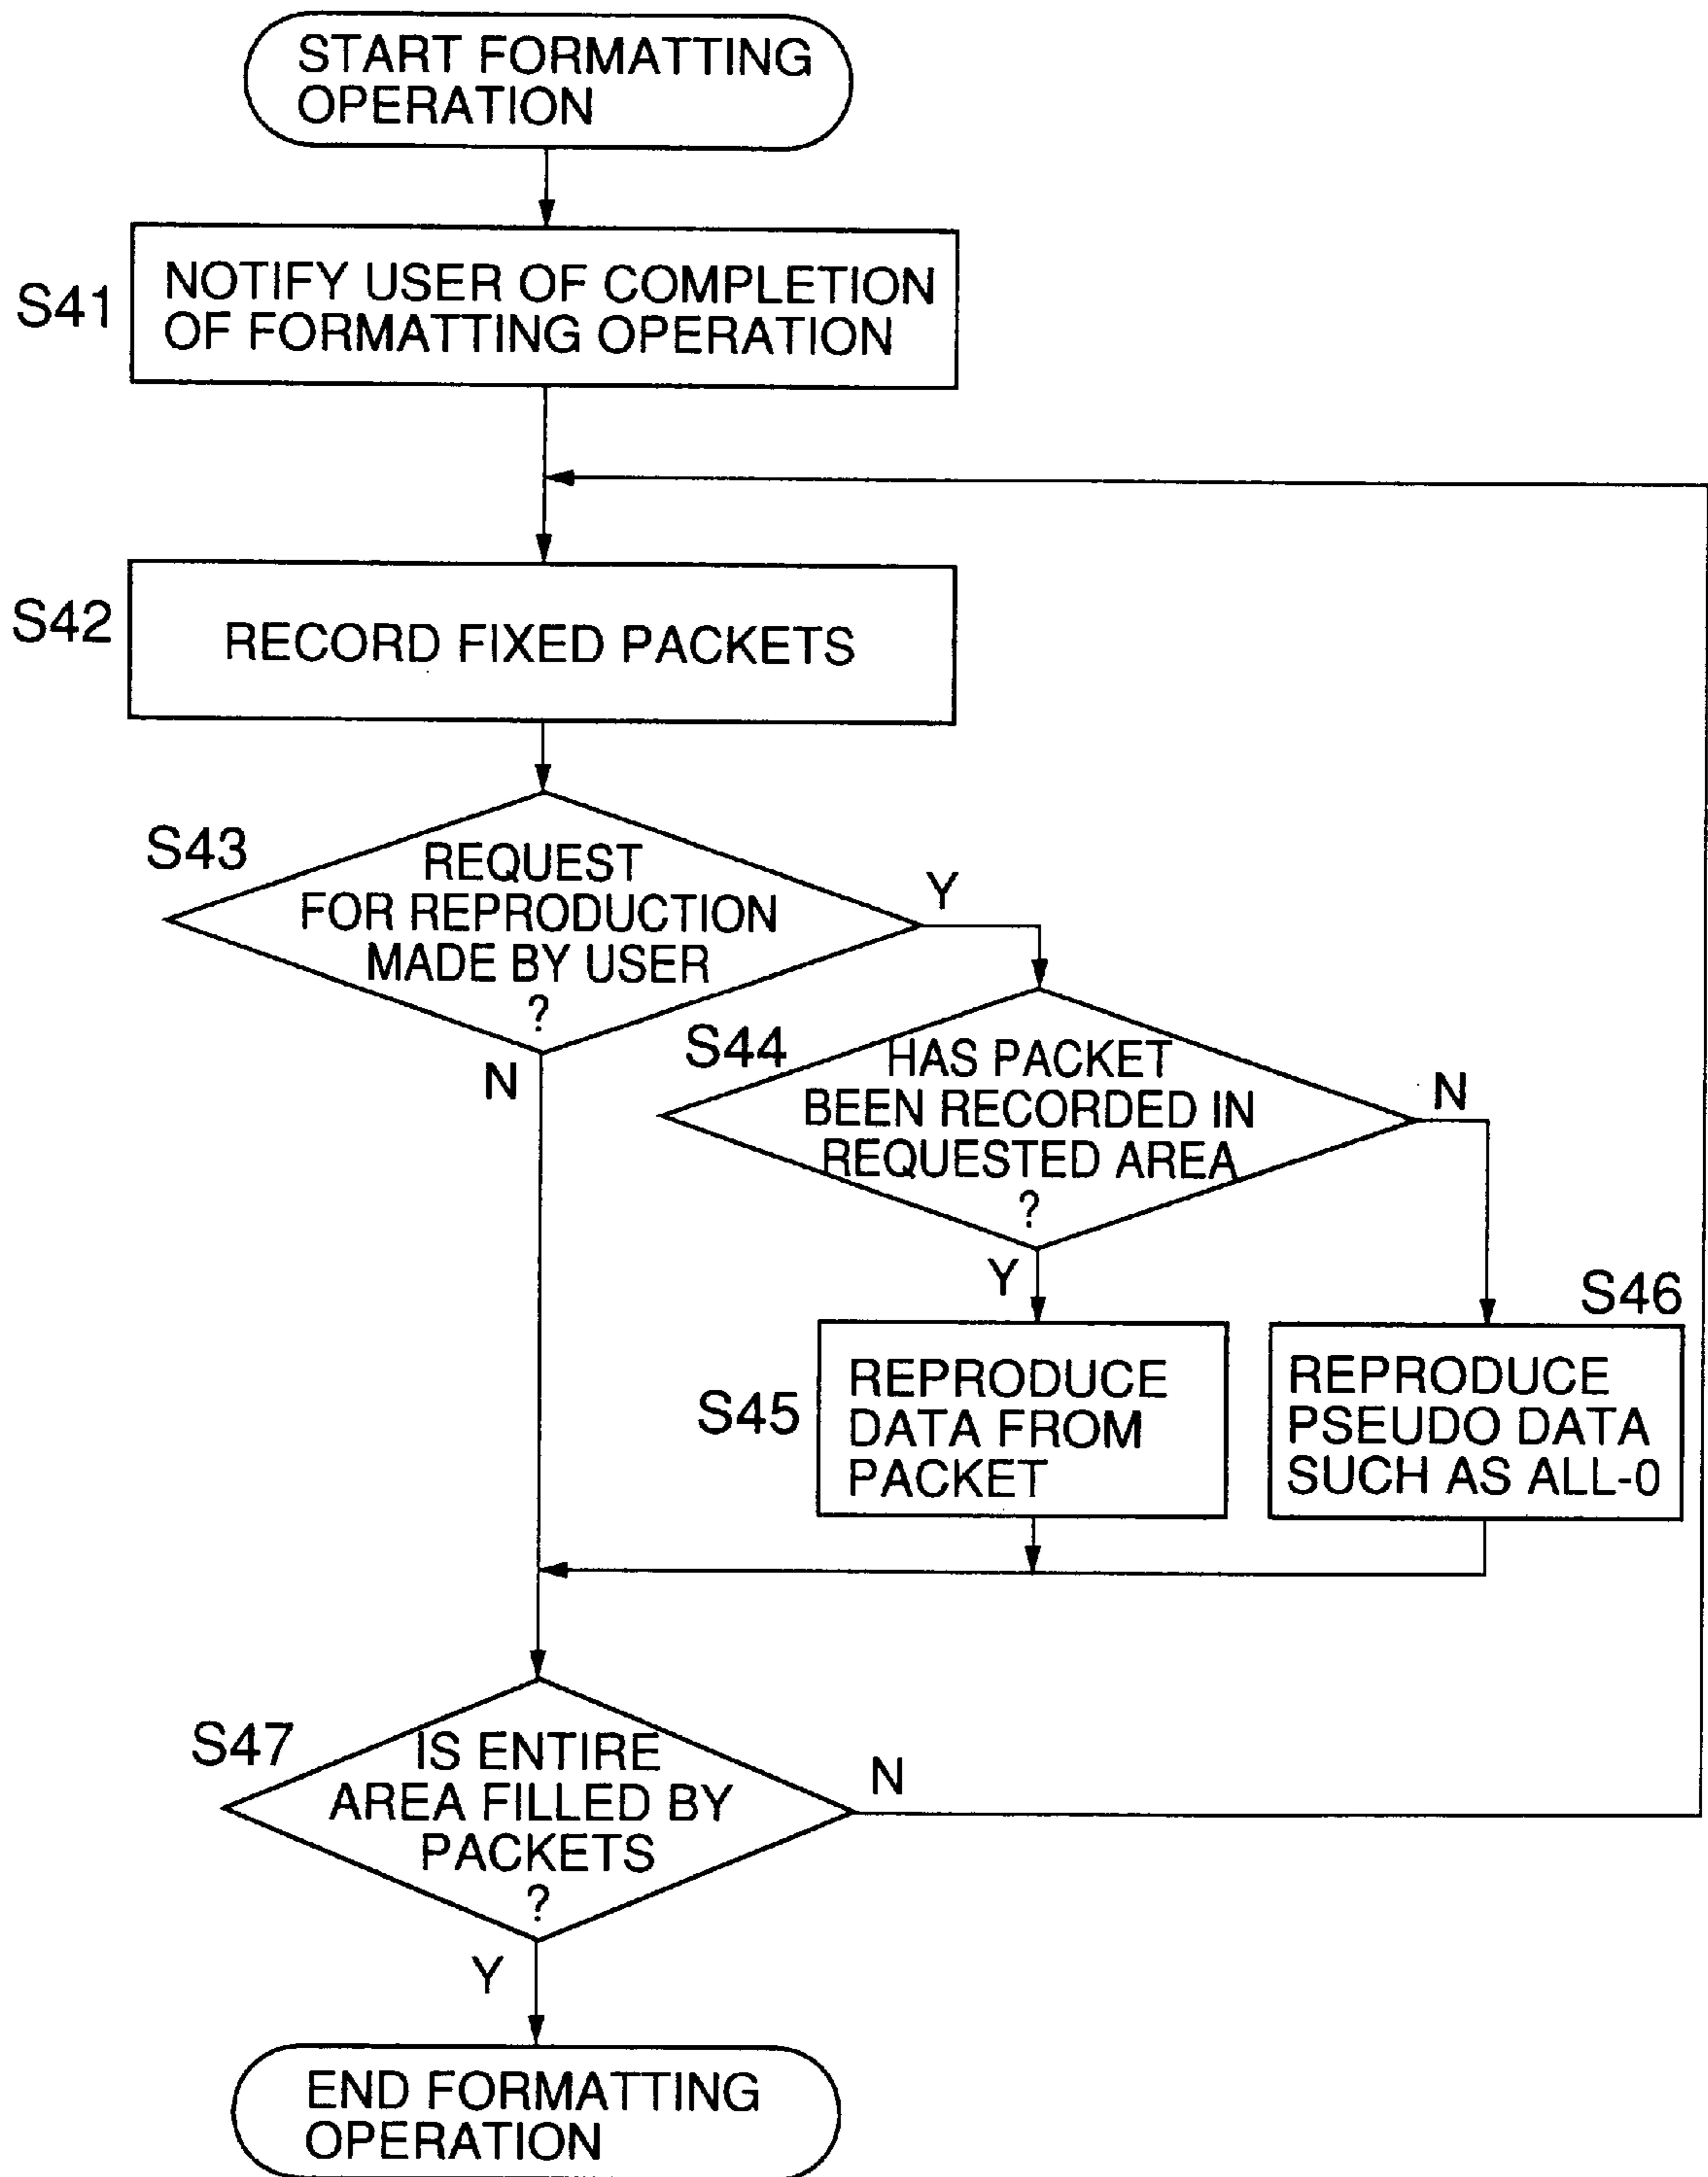 START FORMATTING
OPERATION
S41
NOTIFY USER OF COMPLETION
OF FORMATTING OPERATION
S42
RECORD FIXED PACKETS
S43
REQUEST
FOR REPRODUCTION
MADE BY USER
?
Y
N
S44
HAS PACKET
BEEN RECORDED IN
REQUESTED AREA
?
N
Y
S45
REPRODUCE
DATA FROM
PACKET
S46
REPRODUCE
PSEUDO DATA
SUCH AS ALL-0
S47
IS ENTIRE
AREA FILLED BY
PACKETS
?
N
Y
END FORMATTING
OPERATION